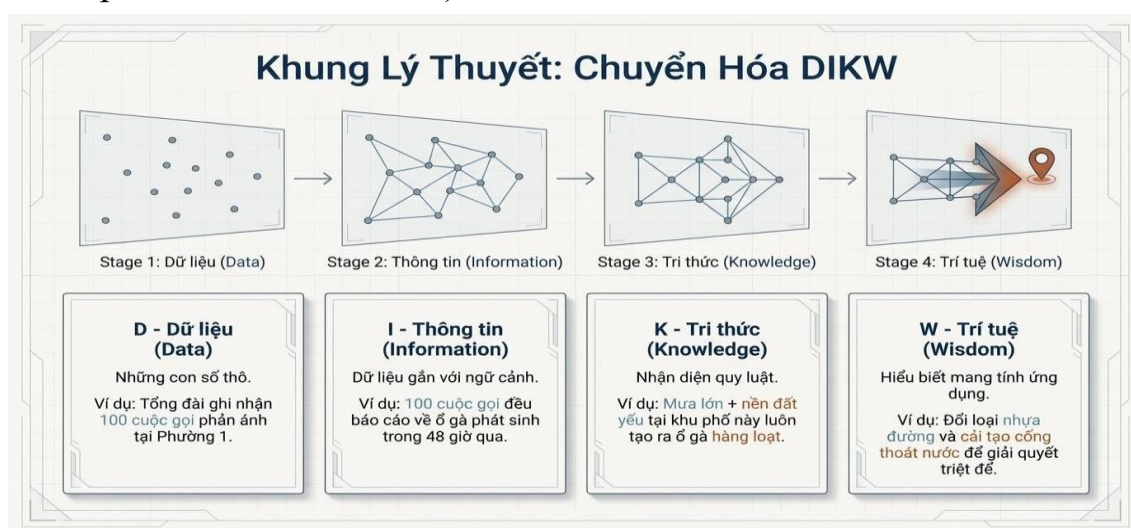 Khung Lý Thuyết: Chuyển Hóa DIKW
Stage 1: Dữ liệu (Data)
Stage 2: Thông tin (Information)
Stage 3: Tri thức (Knowledge)
Stage 4: Trí tuệ (Wisdom)
D - Dữ liệu
(Data)
Những con số thô.
Ví dụ: Tổng đài ghi nhận
100 cuộc gọi phản ánh
tại Phường 1.
I - Thông tin
(Information)
Dữ liệu gắn với ngữ cảnh.
Ví dụ: 100 cuộc gọi đều
báo cáo về ổ gà phát sinh
trong 48 giờ qua.
K - Tri thức
(Knowledge)
Nhận diện quy luật.
Ví dụ: Mưa lớn + nền đất
yếu tại khu phố này luôn
tạo ra ổ gà hàng loạt.
W - Trí tuệ
(Wisdom)
Hiểu biết mang tính ứng
dụng.
Ví dụ: Đổi loại nhựa
đường và cải tạo cống
thoát nước để giải quyết
triệt để.